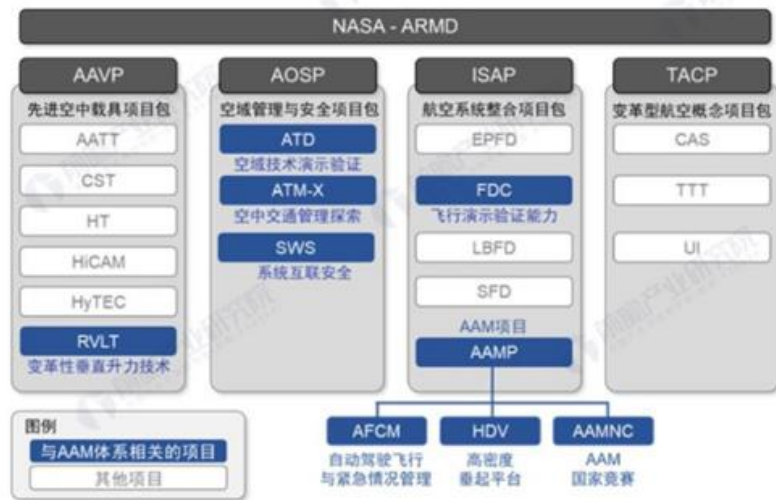 NASA - ARMD
AAVP
先进空中载具项目包
AATT
CST
HT
HiCAM
HyTEC
RVLT
变革性垂直升力技术
AOSP
空域管理与安全项目包
ATD
空域技术演示验证
ATM-X
空中交通管理探索
SWS
系统互联安全
ISAP
航空系统整合项目包
EPFD
FDC
飞行演示验证能力
LBFD
SFD
AAM项目
AAMP
TACP
变革型航空概念项目包
CAS
TTT
UI
AFCM
自动驾驶飞行
与紧急情况管理
HDV
高密度
垂起平台
AAMNC
AAM
国家竞赛
图例
与AAM体系相关的项目
其他项目
前瞻产业研究院